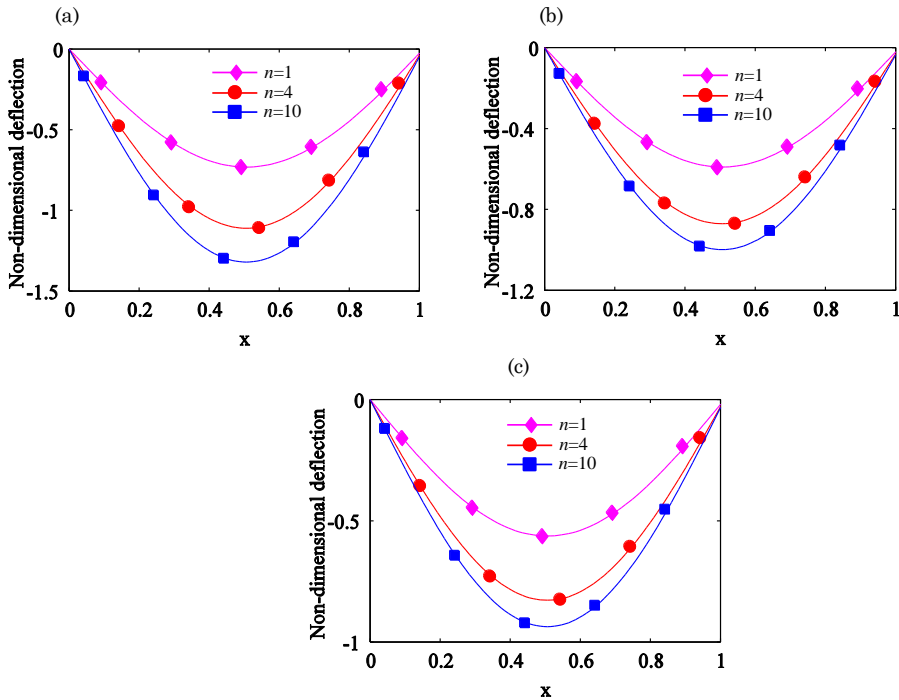 (a)
(b)
0
-0.5
-1
-1.5
Non-dimensional deflection
n=1
n=4
n=10
0 0.2 0.4 0.6 0.8 1
x
0
-0.4
-0.8
-1.2
Non-dimensional deflection
n=1
n=4
n=10
0 0.2 0.4 0.6 0.8 1
x
(c)
0
-0.5
-1
Non-dimensional deflection
n=1
n=4
n=10
0 0.2 0.4 0.6 0.8 1
x